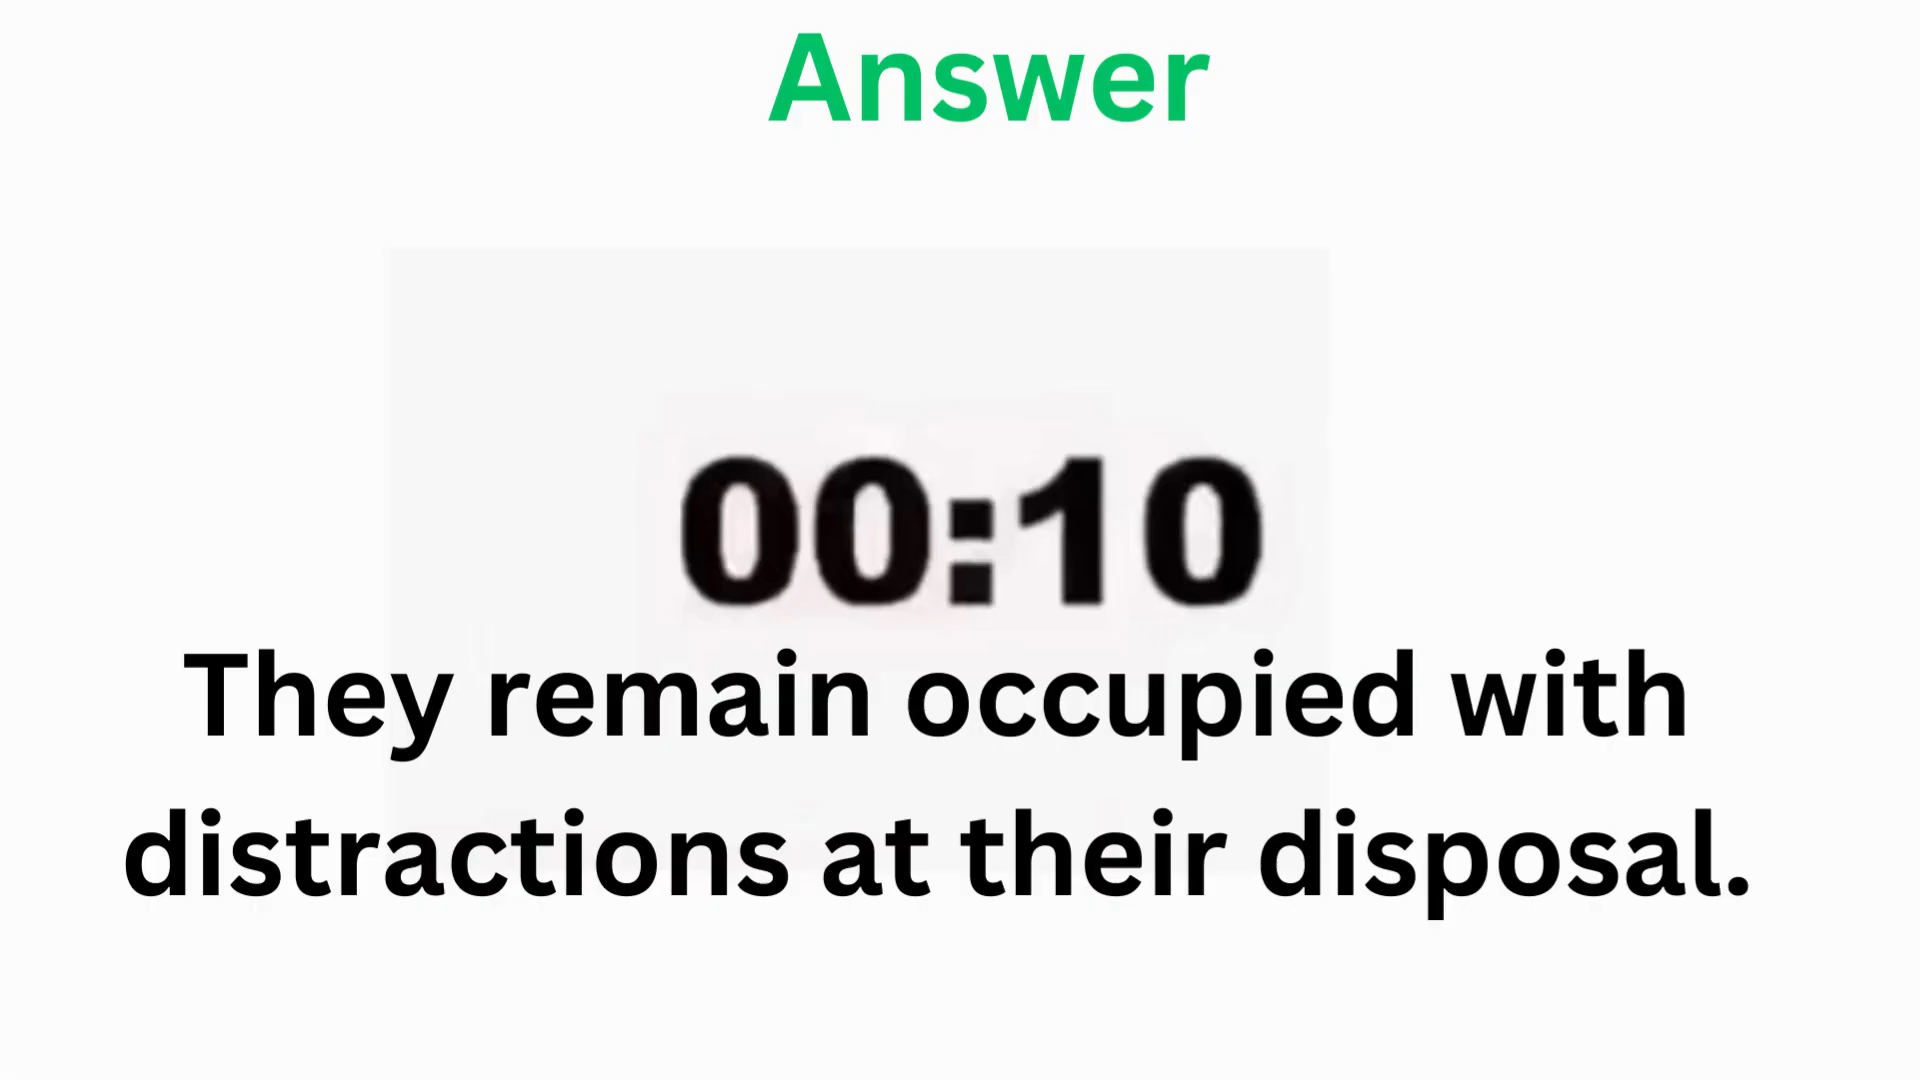 Answer
00:10
They remain occupied with
distractions at their disposal.